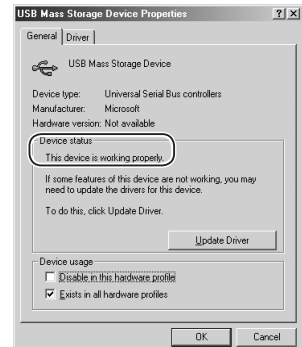 USB Mass Storage Device Properties
General
Driver
USB Mass Storage Device
Device type: Universal Serial Bus controllers
Manufacturer: Microsoft
Hardware version: Not available
Device status
This device is working properly.
If some features of this device are not working, you may
need to update the drivers for this device.
To do this, click Update Driver.
Update Driver
Device usage
Disable in this hardware profile
Exists in all hardware profiles
OK Cancel